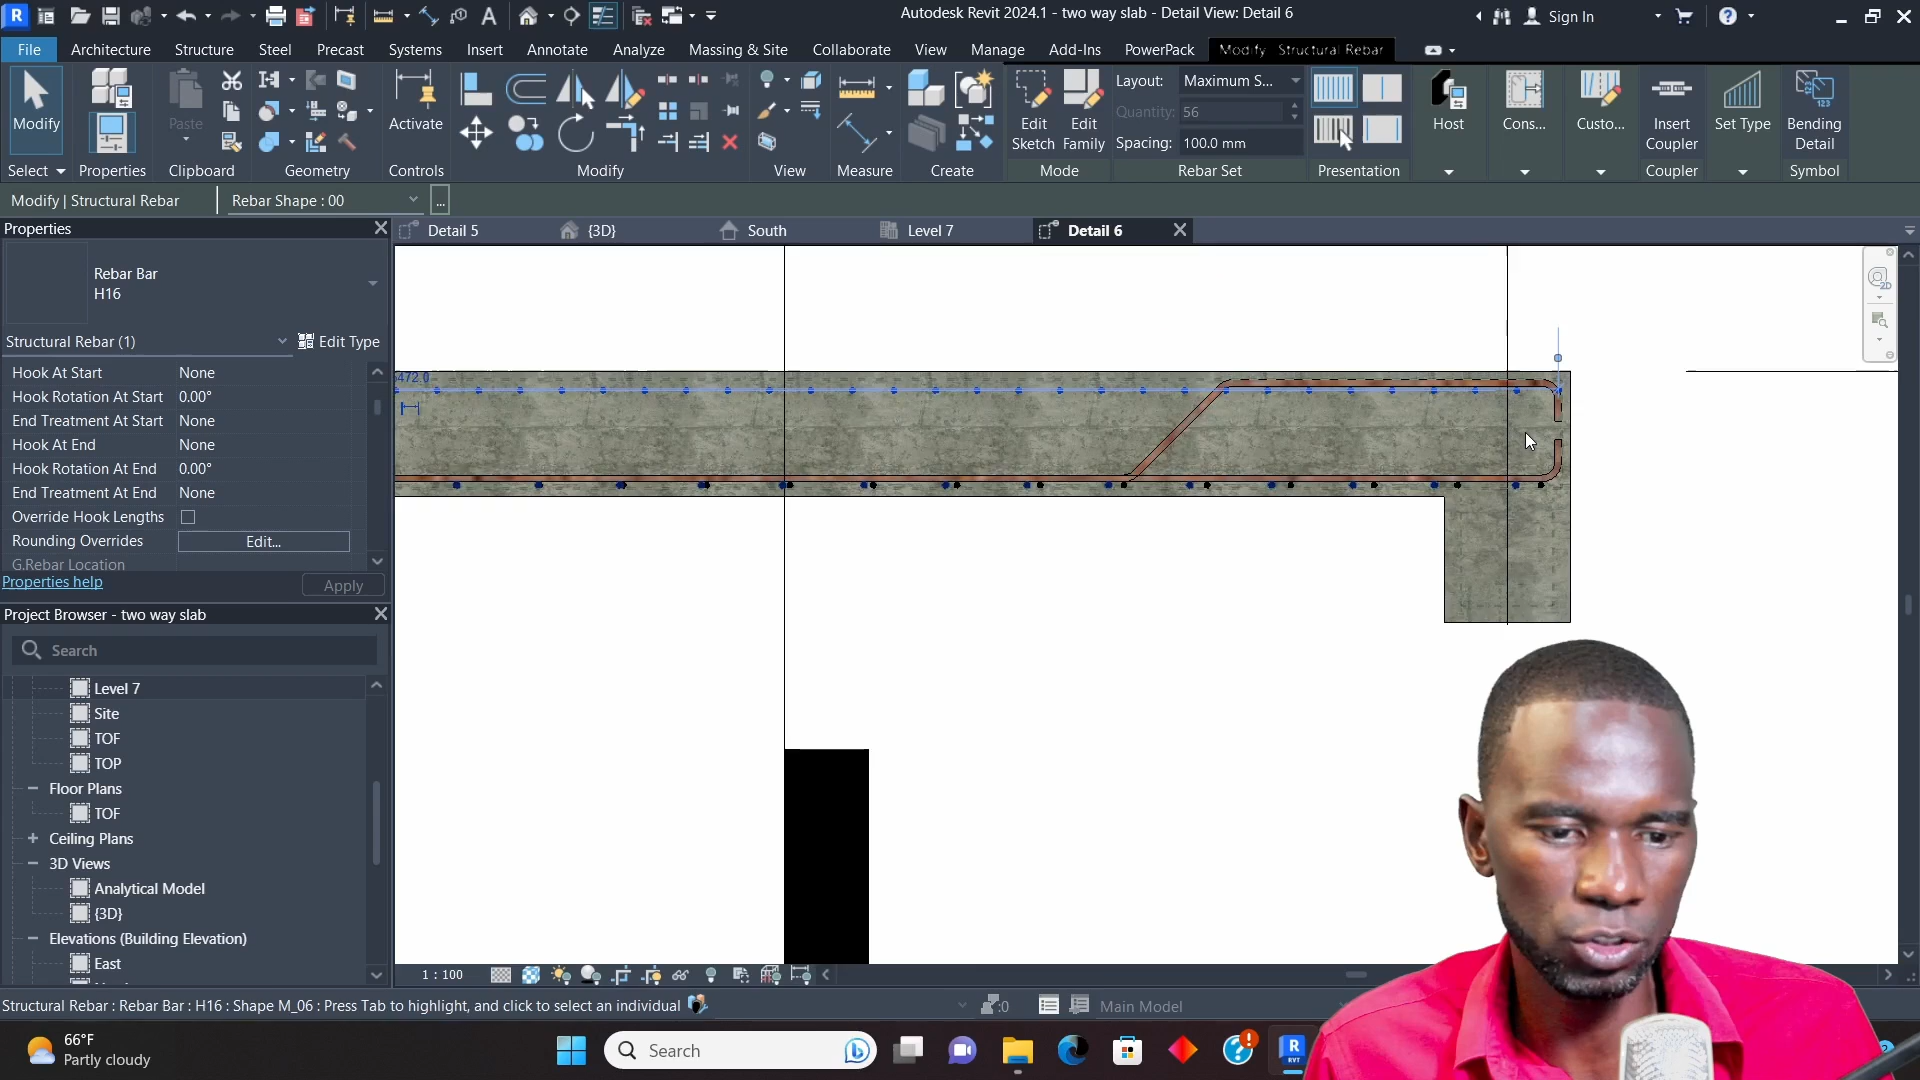 Autodesk Revit 2024.1 - two way slab - Detail View: Detail 6
Sign In
File Architecture Structure Steel Precast Systems Insert Annotate Analyze Massing & Site Collaborate View Manage Add-Ins PowerPack Modify | Structural Rebar
Modify
Paste
Activate
Edit Sketch
Edit Family
Layout: Maximum S...
Quantity: 56
Spacing: 100.0 mm
Host
Cons...
Custo...
Insert Coupler
Set Type
Bending Detail
Select Properties Clipboard Geometry Controls Modify View Measure Create Mode Rebar Set Presentation Coupler Symbol
Modify | Structural Rebar
Rebar Shape : 00
...
Properties
Detail 5
{3D}
South
Level 7
Detail 6
Rebar Bar
H16
Structural Rebar (1)
Edit Type
Hook At Start None
Hook Rotation At Start 0.00°
End Treatment At Start None
Hook At End None
Hook Rotation At End 0.00°
End Treatment At End None
Override Hook Lengths
Rounding Overrides Edit...
G.Rebar Location
Properties help
Apply
Project Browser - two way slab
Search
Level 7
Site
TOF
TOP
Floor Plans
TOF
Ceiling Plans
3D Views
Analytical Model
{3D}
Elevations (Building Elevation)
East
5472.0
2D
1 : 100
Structural Rebar : Rebar Bar : H16 : Shape M_06 : Press Tab to highlight, and click to select an individual
:0
Main Model
66°F
Partly cloudy
Search